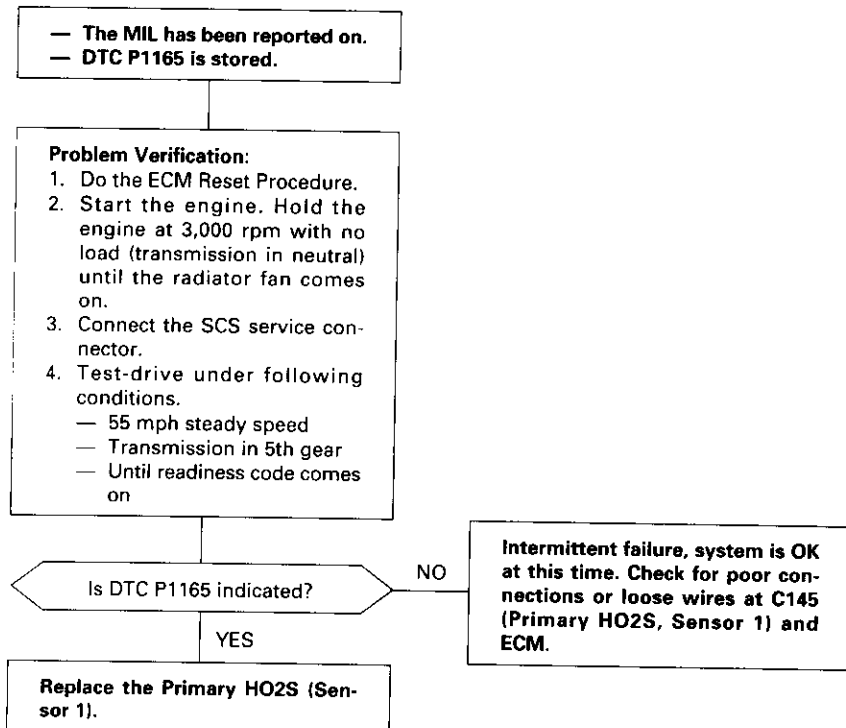 — The MIL has been reported on.
— DTC P1165 is stored.
Problem Verification:
1. Do the ECM Reset Procedure.
2. Start the engine. Hold the
engine at 3,000 rpm with no
load (transmission in neutral)
until the radiator fan comes
on.
3. Connect the SCS service con-
nector.
4. Test-drive under following
conditions.
— 55 mph steady speed
— Transmission in 5th gear
— Until readiness code comes
on
Is DTC P1165 indicated?
NO
Intermittent failure, system is OK
at this time. Check for poor con-
nections or loose wires at C145
(Primary HO2S, Sensor 1) and
ECM.
YES
Replace the Primary HO2S (Sen-
sor 1).